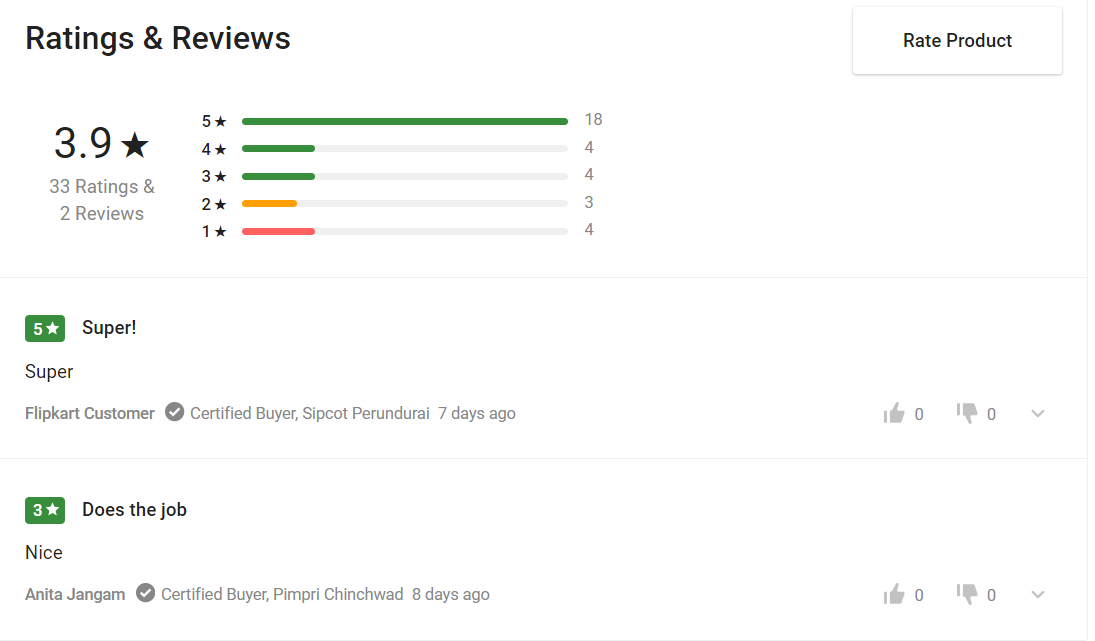 Ratings & Reviews
Rate Product
3.9★
33 Ratings &
2 Reviews
5★ 18
4★ 4
3★ 4
2★ 3
1★ 4
5★ Super!
Super
Flipkart Customer Certified Buyer, Sipcot Perundurai 7 days ago 0 0
3★ Does the job
Nice
Anita Jangam Certified Buyer, Pimpri Chinchwad 8 days ago 0 0